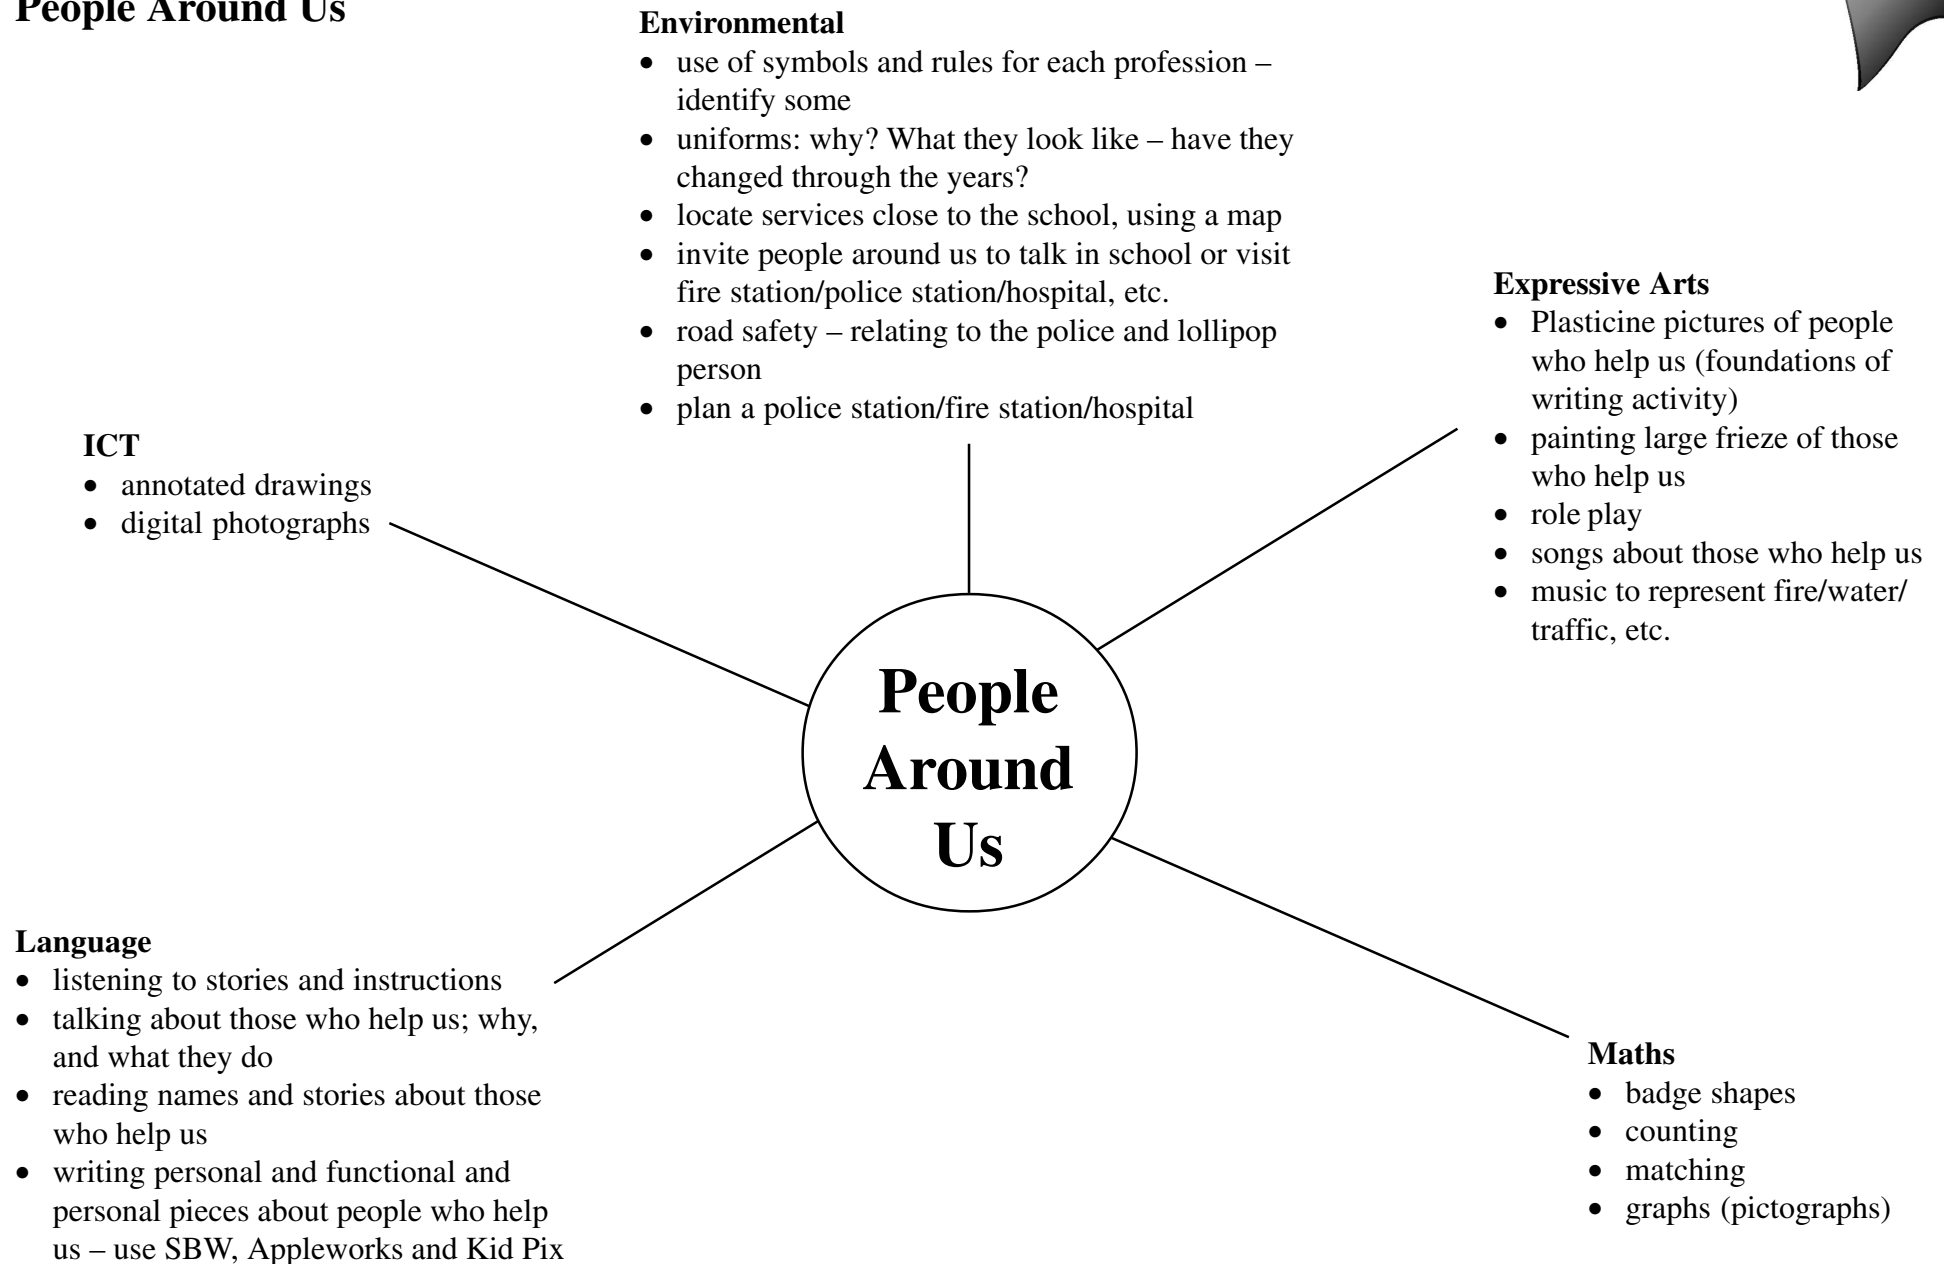 People Around Us
Environmental
• use of symbols and rules for each profession –
identify some
• uniforms: why? What they look like – have they
changed through the years?
• locate services close to the school, using a map
• invite people around us to talk in school or visit
fire station/police station/hospital, etc.
• road safety – relating to the police and lollipop
person
• plan a police station/fire station/hospital
Expressive Arts
• Plasticine pictures of people
who help us (foundations of
writing activity)
• painting large frieze of those
who help us
• role play
• songs about those who help us
• music to represent fire/water/
traffic, etc.
ICT
• annotated drawings
• digital photographs
People
Around
Us
Language
• listening to stories and instructions
• talking about those who help us; why,
and what they do
• reading names and stories about those
who help us
• writing personal and functional and
personal pieces about people who help
us – use SBW, Appleworks and Kid Pix
Maths
• badge shapes
• counting
• matching
• graphs (pictographs)